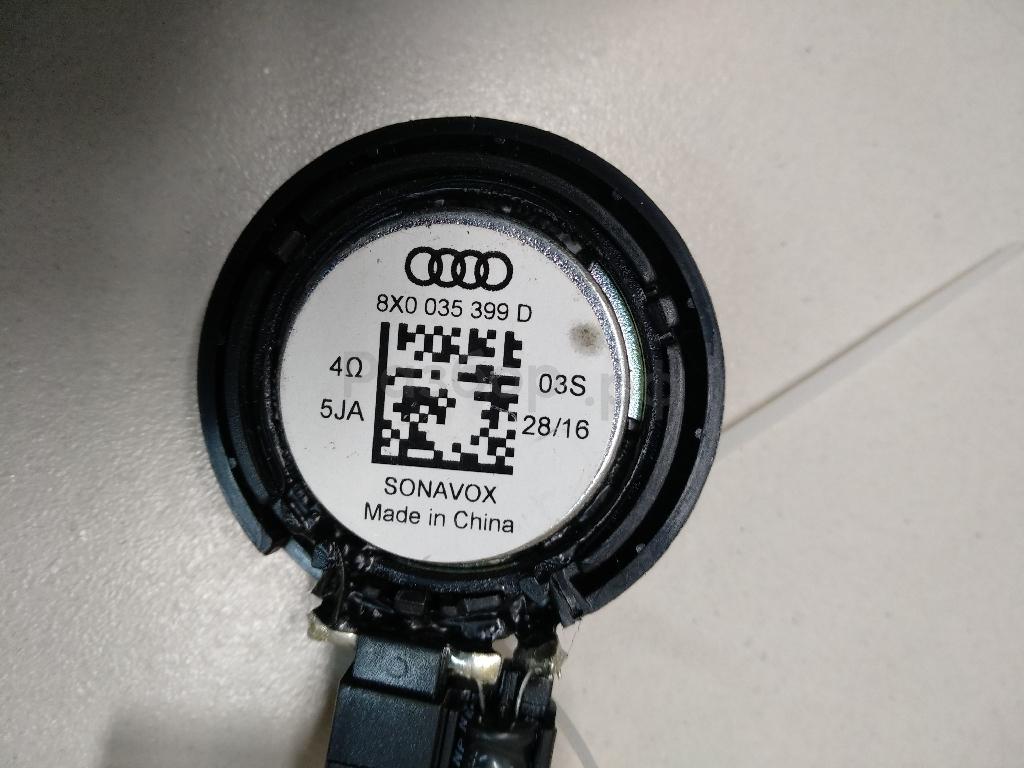 8X0 035 399 D
4Ω
03S
5JA
28/16
SONAVOX
Made in China